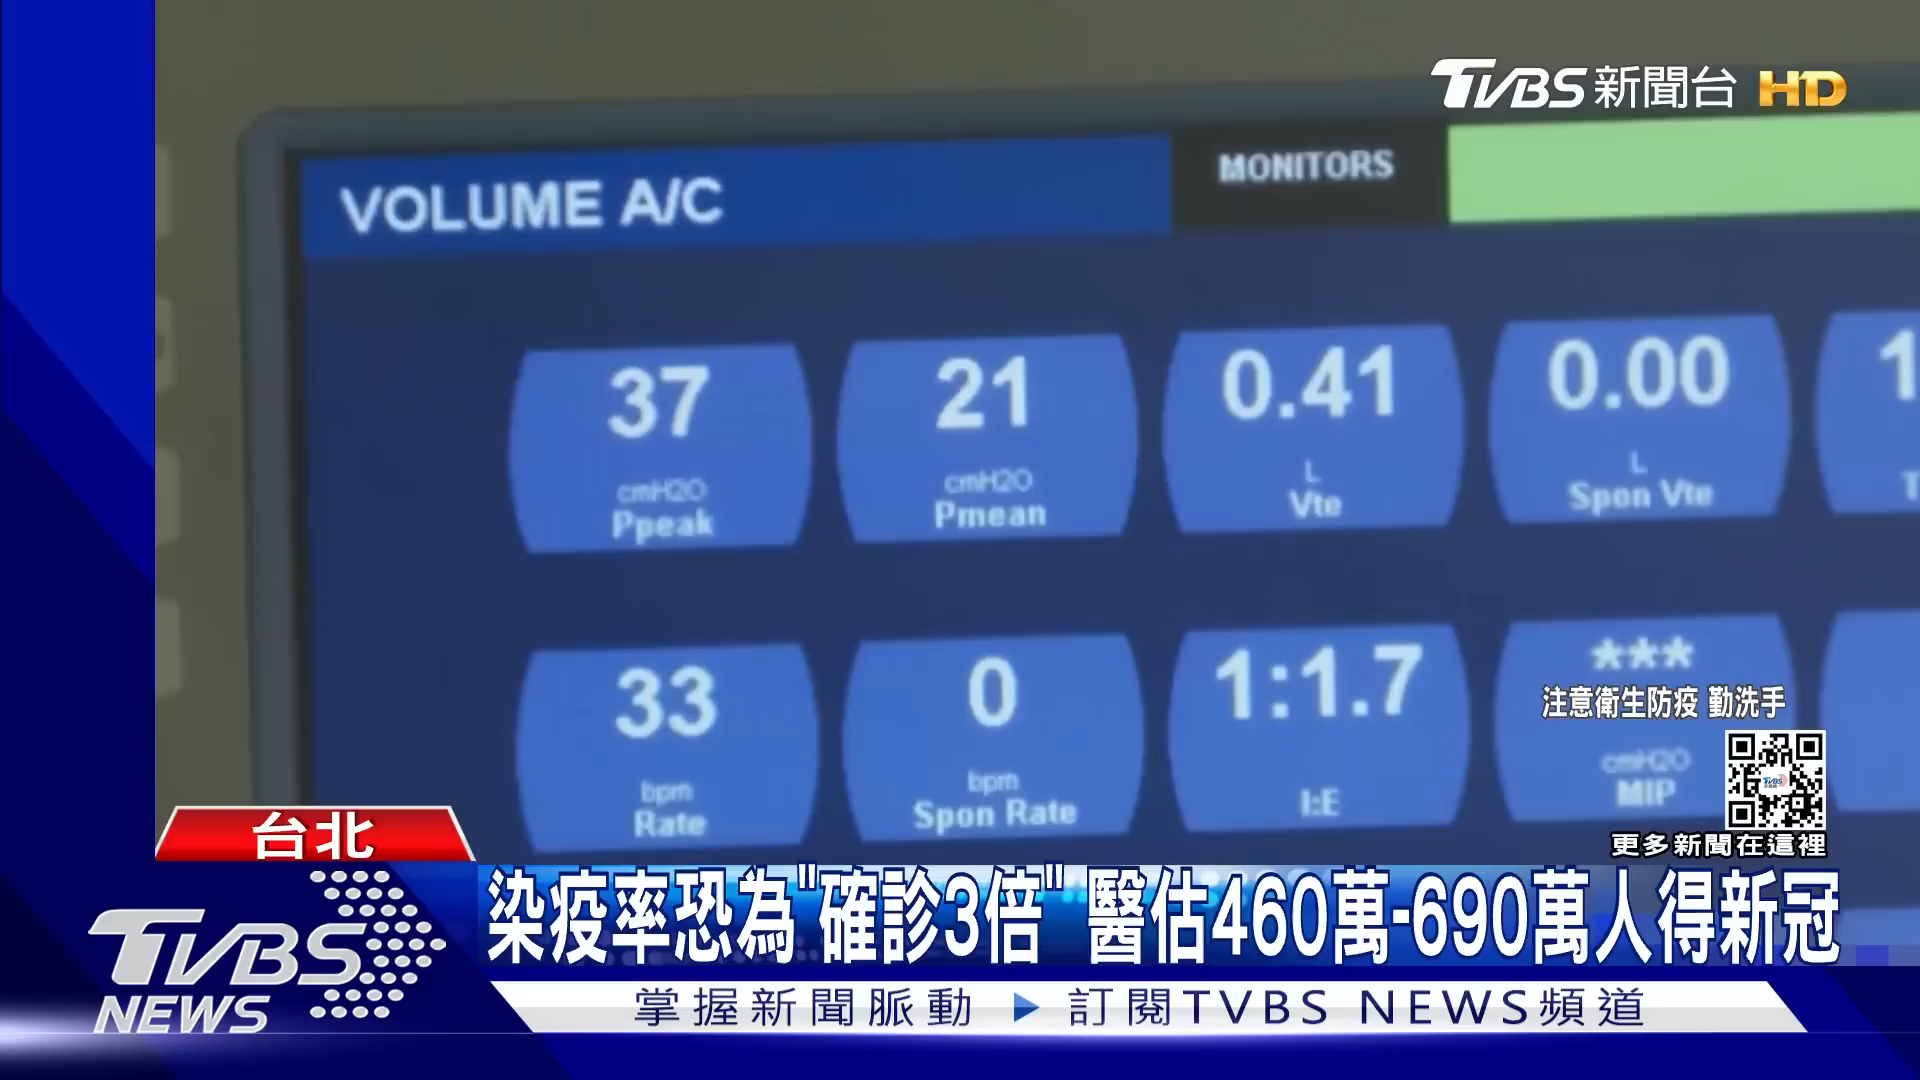 TVBS新聞台 HD
VOLUME A/C
MONITORS
37
cmH2O
Ppeak
21
cmH2O
Pmean
0.41
L
Vte
0.00
L
Spon Vte
33
bpm
Rate
0
bpm
Spon Rate
1:1.7
I:E
***
cmH2O
MIP
注意衛生防疫 勤洗手
TVBS
更多新聞在這裡
台北
染疫率恐為"確診3倍" 醫估460萬-690萬人得新冠
TVBS
NEWS
掌握新聞脈動 ▶ 訂閱TVBS NEWS頻道